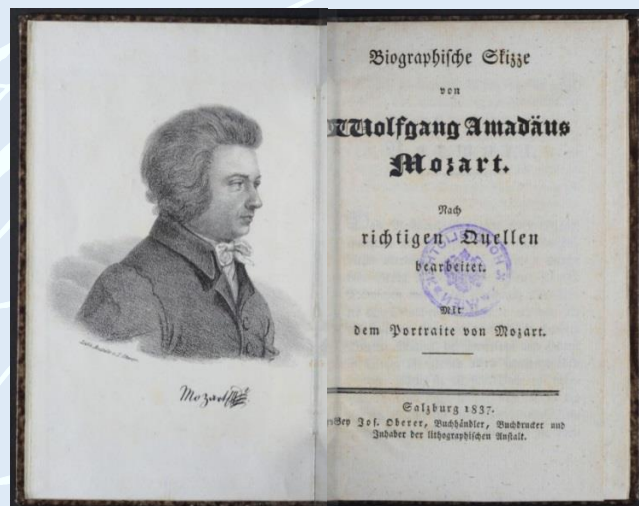 Mozart
Biographische Skizze
von
Wolfgang Amadäus
Mozart.
Nach
richtigen Quellen
bearbeitet.
Mit
dem Portraite von Mozart.
Salzburg 1837.
Bey Jos. Oberer, Buchhändler, Buchdrucker und
Inhaber der lithographischen Anstalt.